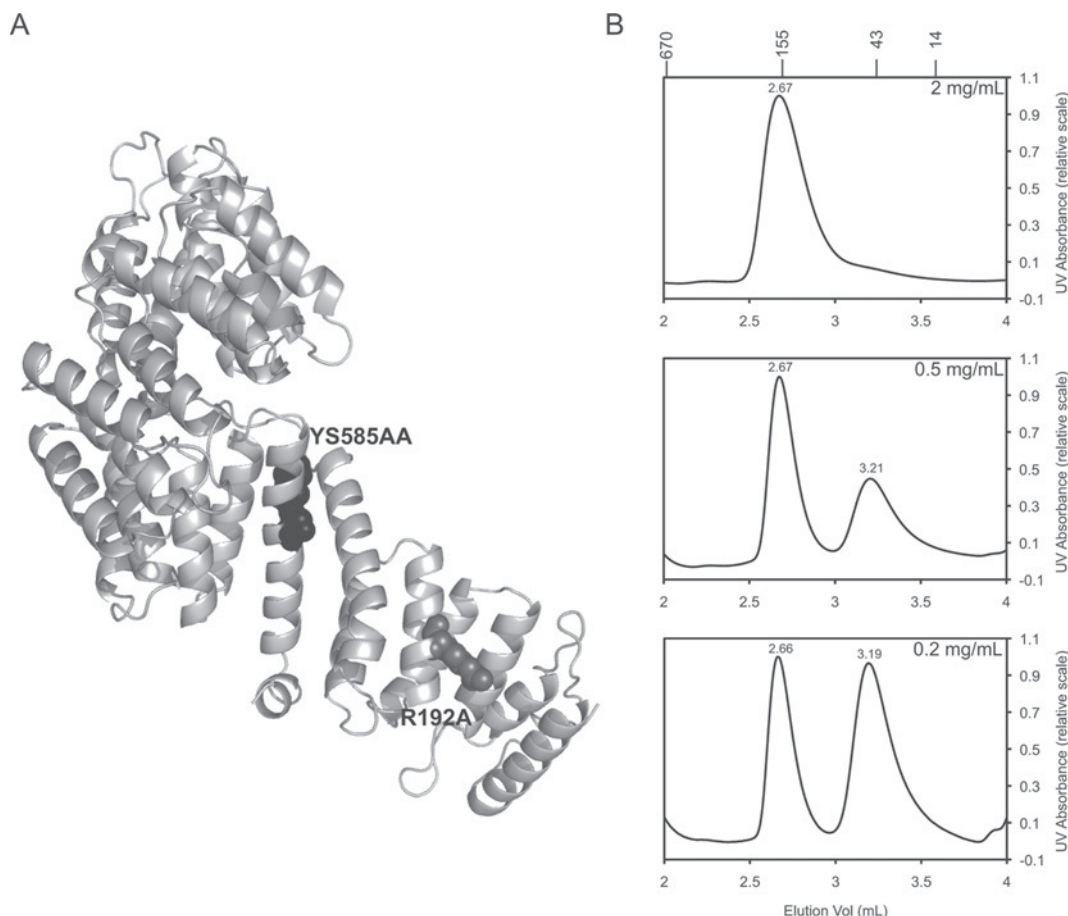 A
YS585AA
R192A
B
670 155 43 14
2 mg/mL
2.67
1.1
0.9
0.7
0.5
0.3
0.1
-0.1
UV Absorbance (relative scale)
2 2.5 3 3.5 4
0.5 mg/mL
2.67
3.21
1.1
0.9
0.7
0.5
0.3
0.1
-0.1
UV Absorbance (relative scale)
2 2.5 3 3.5 4
0.2 mg/mL
2.66
3.19
1.1
0.9
0.7
0.5
0.3
0.1
-0.1
UV Absorbance (relative scale)
2 2.5 3 3.5 4
Elution Vol (mL)